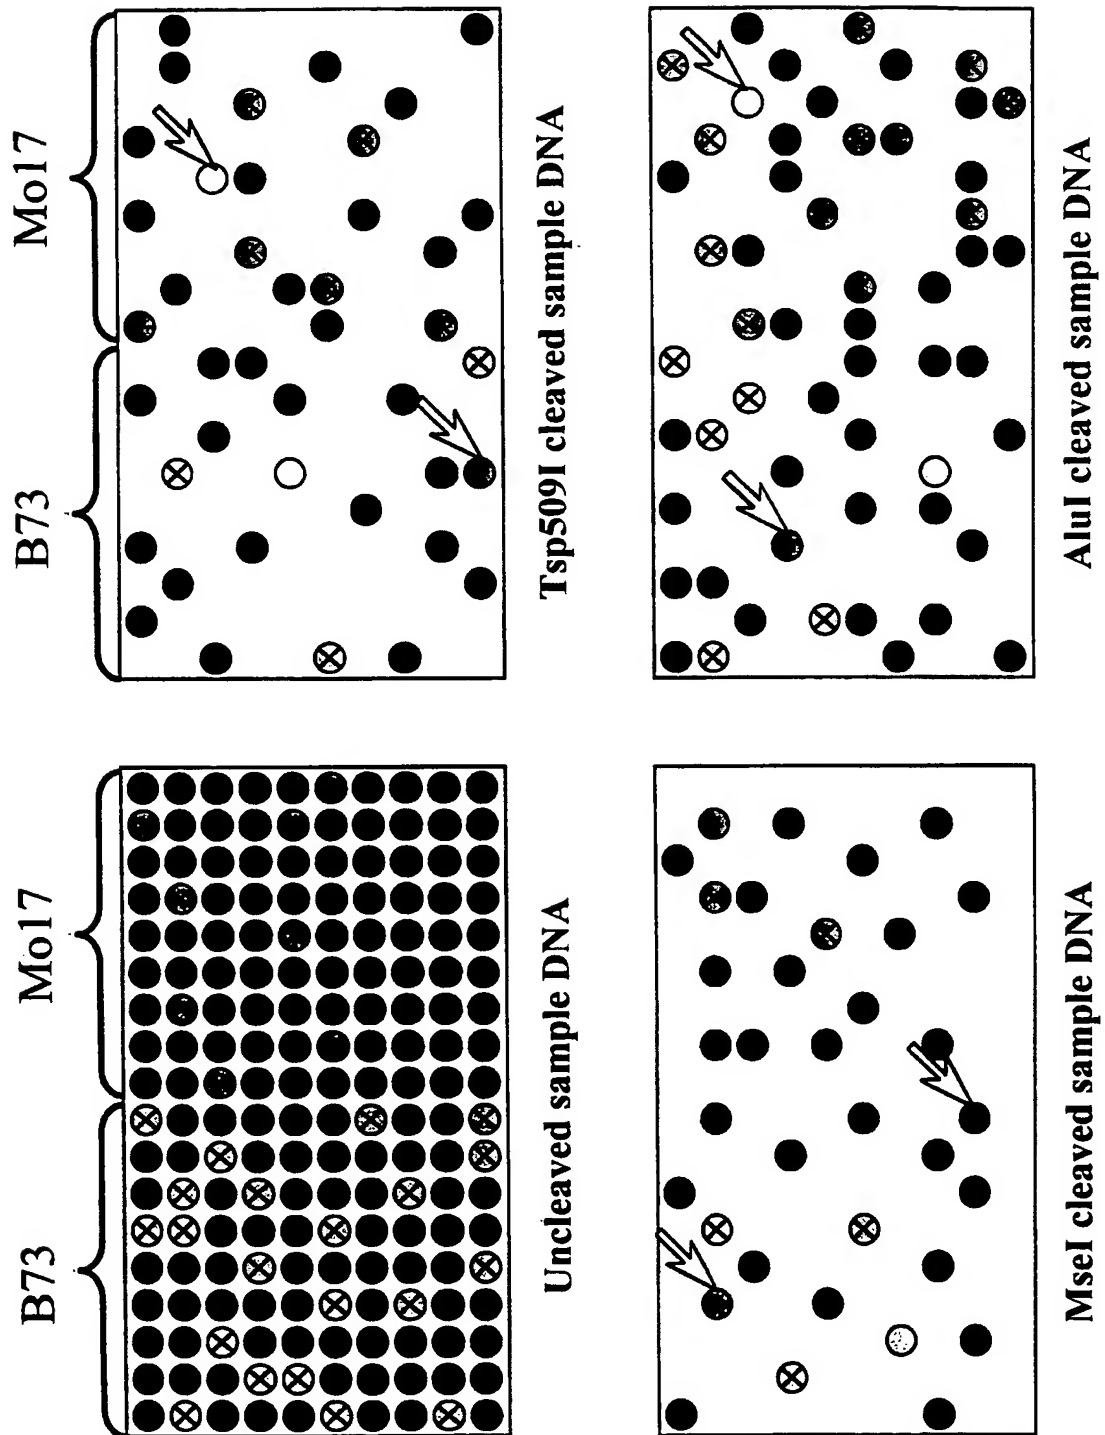 B73
Mo17
B73
Mo17
Uncleaved sample DNA
Tsp509I cleaved sample DNA
MseI cleaved sample DNA
AluI cleaved sample DNA